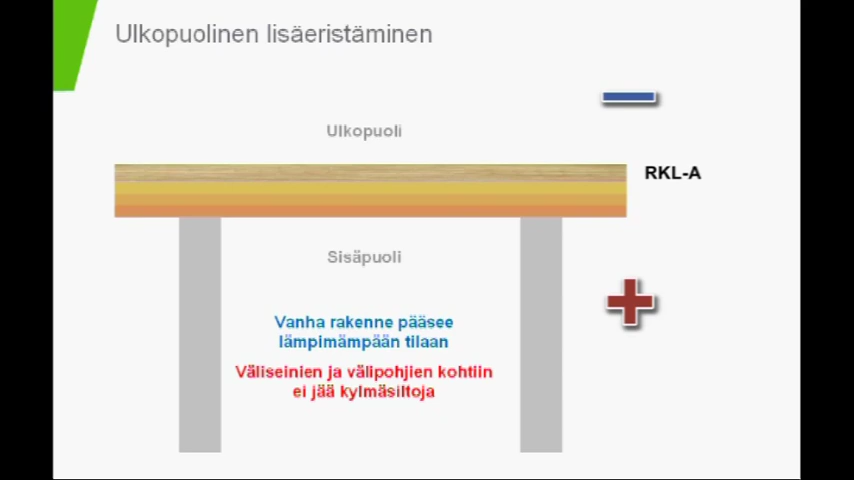 Ulkopuolinen lisäeristäminen
Ulkopuoli
RKL-A
Sisäpuoli
Vanha rakenne pääsee
lämpimämpään tilaan
Väliseinien ja välipohjien kohtiin
ei jää kylmäsiltoja